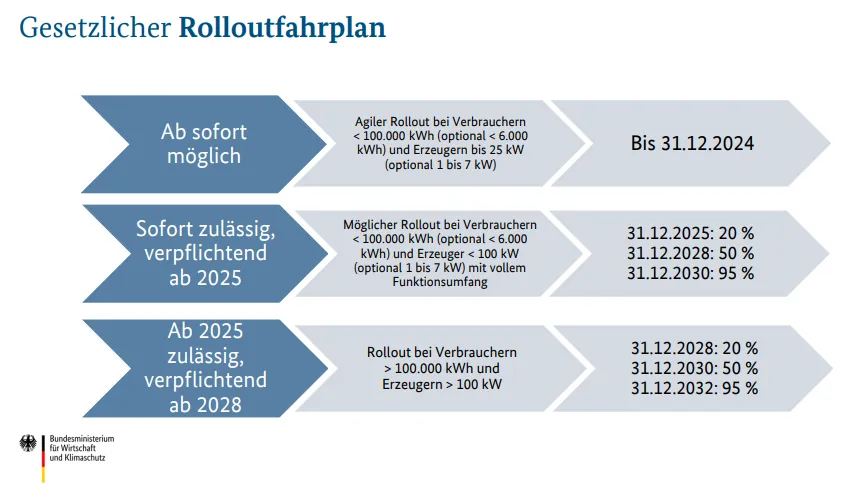 Gesetzlicher Rolloutfahrplan
Ab sofort
möglich
Agiler Rollout bei Verbrauchern
< 100.000 kWh (optional < 6.000
kWh) und Erzeugern bis 25 kW
(optional 1 bis 7 kW)
Bis 31.12.2024
Sofort zulässig,
verpflichtend
ab 2025
Möglicher Rollout bei Verbrauchern
< 100.000 kWh (optional < 6.000
kWh) und Erzeuger < 100 kW
(optional 1 bis 7 kW) mit vollem
Funktionsumfang
31.12.2025: 20 %
31.12.2028: 50 %
31.12.2030: 95 %
Ab 2025
zulässig,
verpflichtend
ab 2028
Rollout bei Verbrauchern
> 100.000 kWh und
Erzeugern > 100 kW
31.12.2028: 20 %
31.12.2030: 50 %
31.12.2032: 95 %
Bundesministerium
für Wirtschaft
und Klimaschutz